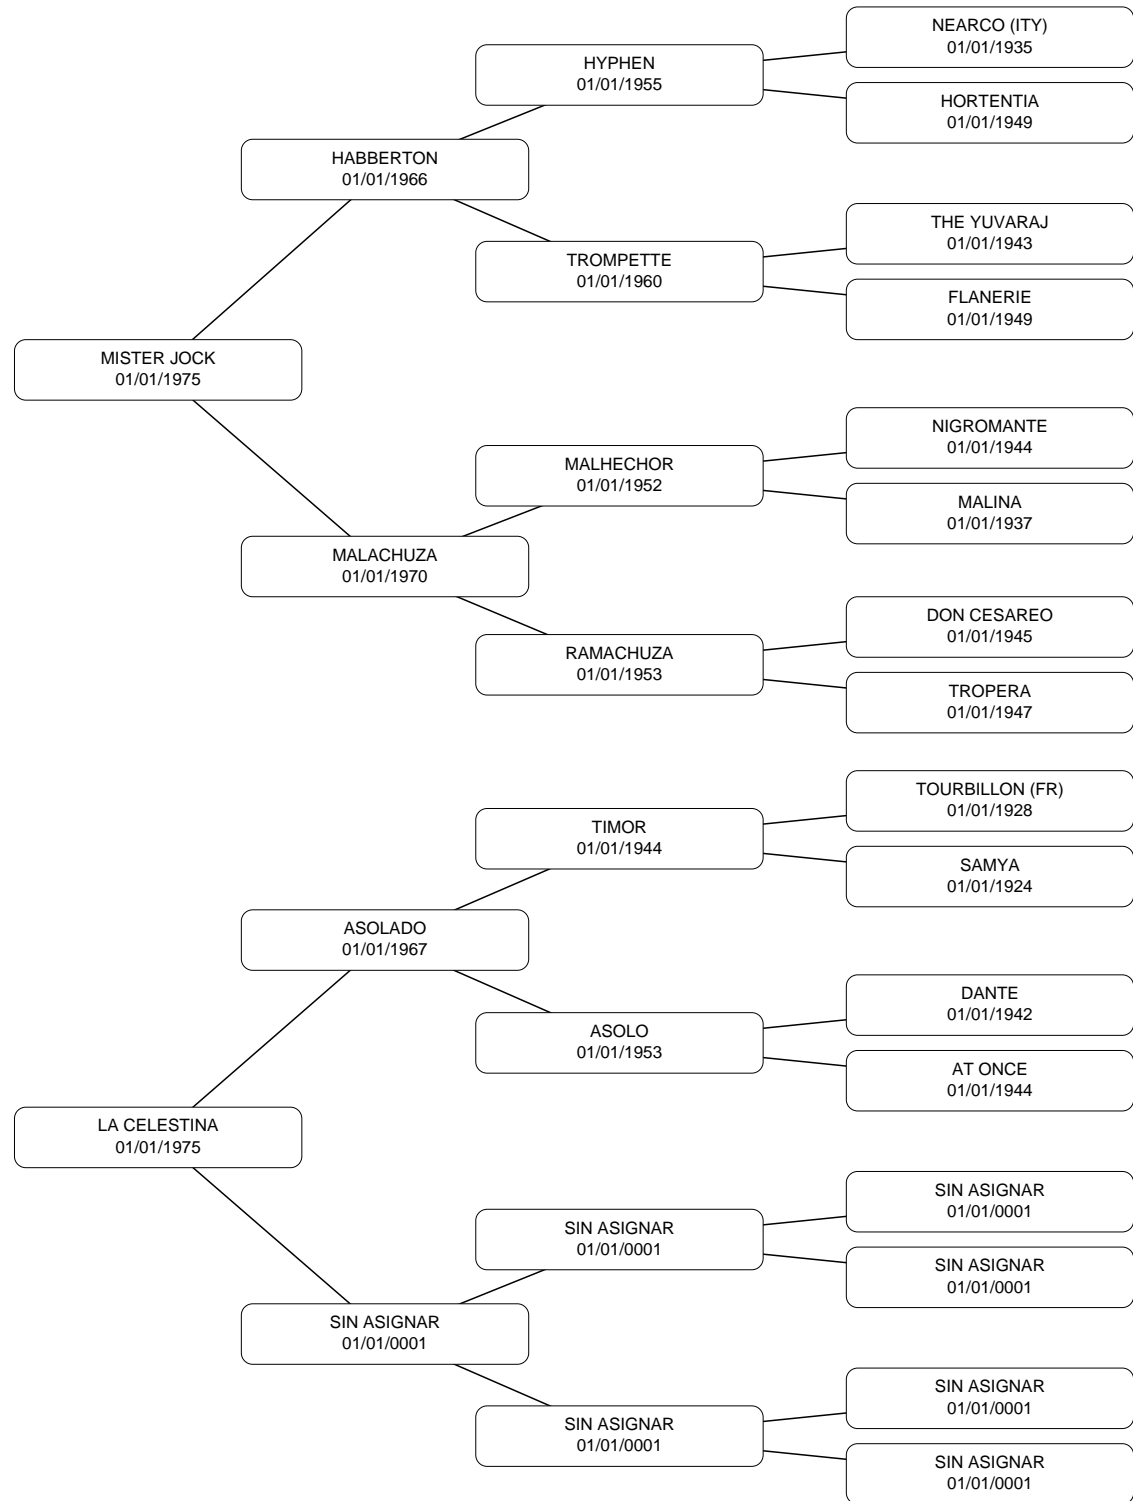 NEARCO (ITY)
01/01/1935
HYPHEN
01/01/1955
HORTENTIA
01/01/1949
HABBERTON
01/01/1966
THE YUVARAJ
01/01/1943
TROMPETTE
01/01/1960
FLANERIE
01/01/1949
MISTER JOCK
01/01/1975
NIGROMANTE
01/01/1944
MALHECHOR
01/01/1952
MALINA
01/01/1937
MALACHUZA
01/01/1970
DON CESAREO
01/01/1945
RAMACHUZA
01/01/1953
TROPERA
01/01/1947
TOURBILLON (FR)
01/01/1928
TIMOR
01/01/1944
SAMYA
01/01/1924
ASOLADO
01/01/1967
DANTE
01/01/1942
ASOLO
01/01/1953
AT ONCE
01/01/1944
LA CELESTINA
01/01/1975
SIN ASIGNAR
01/01/0001
SIN ASIGNAR
01/01/0001
SIN ASIGNAR
01/01/0001
SIN ASIGNAR
01/01/0001
SIN ASIGNAR
01/01/0001
SIN ASIGNAR
01/01/0001
SIN ASIGNAR
01/01/0001